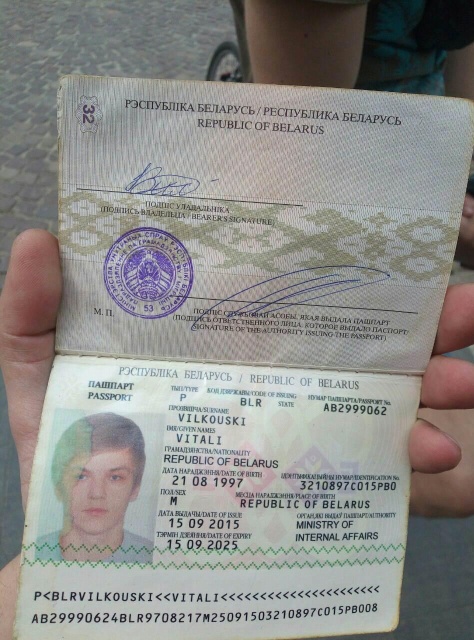 32
РЭСПУБЛІКА БЕЛАРУСЬ / РЕСПУБЛИКА БЕЛАРУСЬ
REPUBLIC OF BELARUS
ПОДПІС УЛАДАЛЬНІКА
(ПОДПИСЬ ВЛАДЕЛЬЦА / BEARER'S SIGNATURE)
53
М. П.
ПОДПІС СЛУЖБОВАЙ АСОБЫ, ЯКАЯ ВЫДАЛА ПАШПАРТ
(ПОДПИСЬ ОТВЕТСТВЕННОГО ЛИЦА, КОТОРОЕ ВЫДАЛО ПАСПОРТ/
SIGNATURE OF THE AUTHORITY ISSUING THE PASSPORT)
РЭСПУБЛІКА БЕЛАРУСЬ / REPUBLIC OF BELARUS
ПАШПАРТ
PASSPORT
ТЫП/TYPE КОД ДЗЯРЖАВЫ/CODE OF ISSUING STATE НУМАР ПАШПАРТА/PASSPORT No.
P BLR AB2999062
ПРОЗВІШЧА/SURNAME
VILKOUSKI
ІМЯ/GIVEN NAMES
VITALI
ГРАМАДЗЯНСТВА/NATIONALITY
REPUBLIC OF BELARUS
ДАТА НАРАДЖЭННЯ/DATE OF BIRTH ІДЭНТЫФІКАЦЫЙНЫ НУМАР/IDENTIFICATION No.
21 08 1997 3210897C015PB0
ПОЛ/SEX МЕСЦА НАРАДЖЭННЯ/PLACE OF BIRTH
M REPUBLIC OF BELARUS
ДАТА ВЫДАЧЫ/DATE OF ISSUE ОРГАН, ЯКІ ВЫДАЎ ПАШПАРТ/AUTHORITY
15 09 2015 MINISTRY OF
ТЭРМІН ДЗЕЯННЯ/DATE OF EXPIRY INTERNAL AFFAIRS
15 09 2025
P<BLRVILKOUSKI<<VITALI<<<<<<<<<<<<<<<<<<<<<<
AB29990624BLR9708217M25091503210897C015PB008